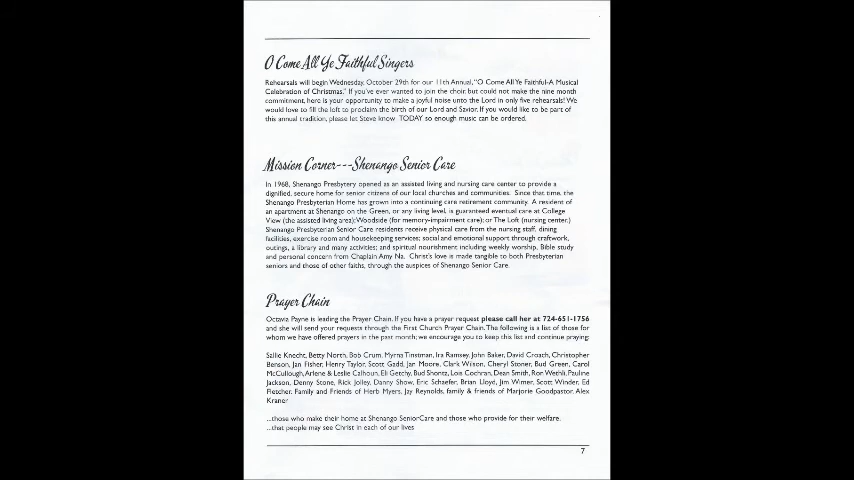 O Come All Ye Faithful Singers
Rehearsals will begin Wednesday, October 29th for our 11th Annual, "O Come All Ye Faithful-A Musical
Celebration of Christmas." If you've ever wanted to join the choir, but could not make the nine month
commitment, here is your opportunity to make a joyful noise unto the Lord in only five rehearsals! We
would love to fill the loft to proclaim the birth of our Lord and Savior. If you would like to be part of
this annual tradition, please let Steve know TODAY so enough music can be ordered.
Mission Corner---Shenango Senior Care
In 1968, Shenango Presbytery opened as an assisted living and nursing care center to provide a
dignified, secure home for senior citizens of our local churches and communities. Since that time, the
Shenango Presbyterian Home has grown into a continuing care retirement community. A resident of
an apartment at Shenango on the Green, or any living level, is guaranteed eventual care at College
View (the assisted living area); Woodside (for memory-impairment care); or The Loft (nursing center.)
Shenango Presbyterian Senior Care residents receive physical care from the nursing staff, dining
facilities, exercise room and housekeeping services; social and emotional support through craftwork,
outings, a library and many activities; and spiritual nourishment including weekly worship, Bible study
and personal concern from Chaplain Amy Na. Christ's love is made tangible to both Presbyterian
seniors and those of other faiths, through the auspices of Shenango Senior Care.
Prayer Chain
Octavia Payne is leading the Prayer Chain. If you have a prayer request please call her at 724-651-1756
and she will send your requests through the First Church Prayer Chain. The following is a list of those for
whom we have offered prayers in the past month; we encourage you to keep this list and continue praying:
Sallie Knecht, Betty North, Bob Crum, Myrna Tinstman, Ira Ramsey, John Baker, David Croach, Christopher
Benson, Jan Fisher, Henry Taylor, Scott Gadd, Jan Moore, Clark Wilson, Cheryl Stoner, Bud Green, Carol
McCullough, Arlene & Leslie Calhoun, Eli Getchy, Bud Shontz, Lois Cochran, Dean Smith, Ron Wethli, Pauline
Jackson, Denny Stone, Rick Jolley, Danny Show, Eric Schaefer, Brian Lloyd, Jim Wimer, Scott Winder, Ed
Fletcher, Family and Friends of Herb Myers, Jay Reynolds, family & friends of Marjorie Goodpastor, Alex
Kraner
...those who make their home at Shenango SeniorCare and those who provide for their welfare.
...that people may see Christ in each of our lives
7